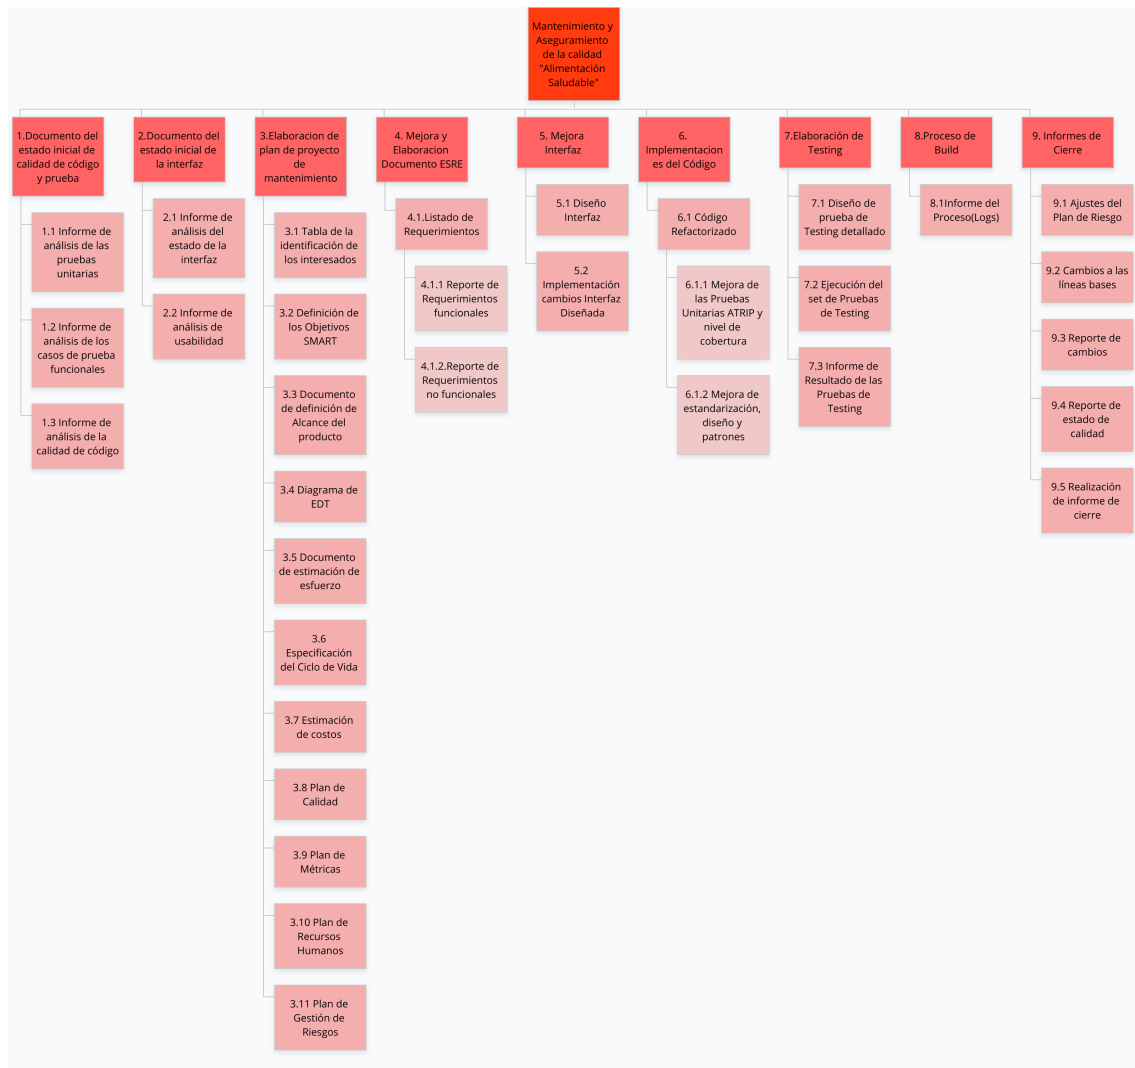 Mantenimiento y
Aseguramiento
de la calidad
"Alimentación
Saludable"
1.Documento del
estado inicial de
calidad de código
y prueba
1.1 Informe de
análisis de las
pruebas
unitarias
1.2 Informe de
análisis de los
casos de prueba
funcionales
1.3 Informe de
análisis de la
calidad de código
2.Documento del
estado inicial de
la interfaz
2.1 Informe de
análisis del
estado de la
interfaz
2.2 Informe de
análisis de
usabilidad
3.Elaboracion de
plan de proyecto
de
mantenimiento
3.1 Tabla de la
identificación de
los interesados
3.2 Definición de
los Objetivos
SMART
3.3 Documento
de definición de
Alcance del
producto
3.4 Diagrama de
EDT
3.5 Documento
de estimación de
esfuerzo
3.6
Especificación
del Ciclo de Vida
3.7 Estimación
de costos
3.8 Plan de
Calidad
3.9 Plan de
Métricas
3.10 Plan de
Recursos
Humanos
3.11 Plan de
Gestión de
Riesgos
4. Mejora y
Elaboracion
Documento ESRE
4.1.Listado de
Requerimientos
4.1.1 Reporte de
Requerimientos
funcionales
4.1.2.Reporte de
Requerimientos
no funcionales
5. Mejora
Interfaz
5.1 Diseño
Interfaz
5.2
Implementación
cambios Interfaz
Diseñada
6.
Implementacion
es del Código
6.1 Código
Refactorizado
6.1.1 Mejora de
las Pruebas
Unitarias ATRIP y
nivel de
cobertura
6.1.2 Mejora de
estandarización,
diseño y
patrones
7.Elaboración de
Testing
7.1 Diseño de
prueba de
Testing detallado
7.2 Ejecución del
set de Pruebas
de Testing
7.3 Informe de
Resultado de las
Pruebas de
Testing
8.Proceso de
Build
8.1Informe del
Proceso(Logs)
9. Informes de
Cierre
9.1 Ajustes del
Plan de Riesgo
9.2 Cambios a las
líneas bases
9.3 Reporte de
cambios
9.4 Reporte de
estado de
calidad
9.5 Realización
de informe de
cierre